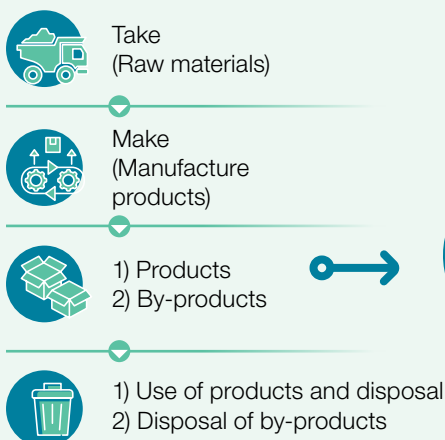 Take
(Raw materials)
Make
(Manufacture
products)
1) Products
2) By-products
1) Use of products and disposal
2) Disposal of by-products